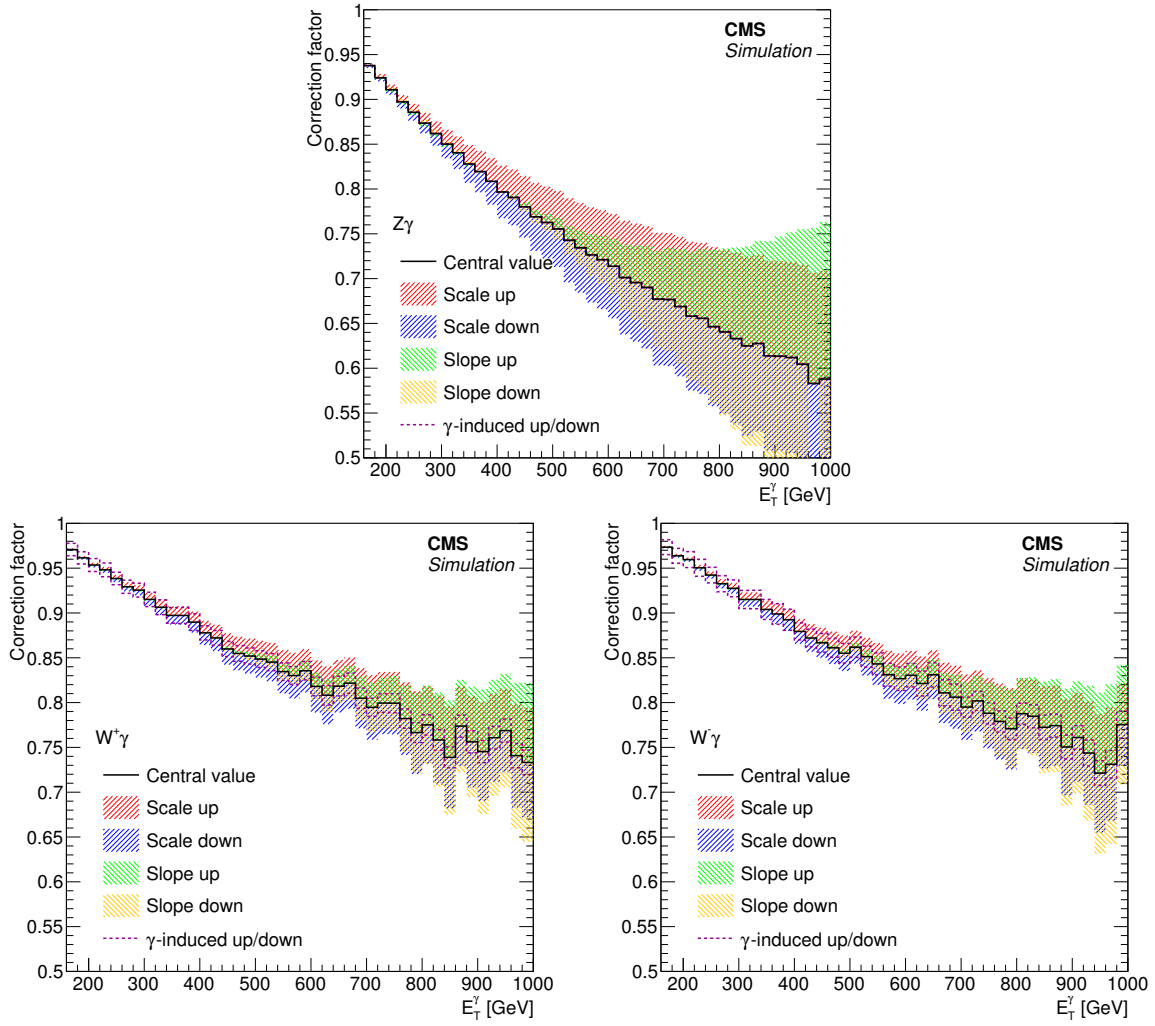 CMS
Simulation
Correction factor
1
0.95
0.9
0.85
0.8
0.75
0.7
0.65
0.6
0.55
0.5
Zγ
Central value
Scale up
Scale down
Slope up
Slope down
γ-induced up/down
200 300 400 500 600 700 800 900 1000
E_T^γ [GeV]
CMS
Simulation
Correction factor
1
0.95
0.9
0.85
0.8
0.75
0.7
0.65
0.6
0.55
0.5
W⁺γ
Central value
Scale up
Scale down
Slope up
Slope down
γ-induced up/down
200 300 400 500 600 700 800 900 1000
E_T^γ [GeV]
CMS
Simulation
Correction factor
1
0.95
0.9
0.85
0.8
0.75
0.7
0.65
0.6
0.55
0.5
W⁻γ
Central value
Scale up
Scale down
Slope up
Slope down
γ-induced up/down
200 300 400 500 600 700 800 900 1000
E_T^γ [GeV]